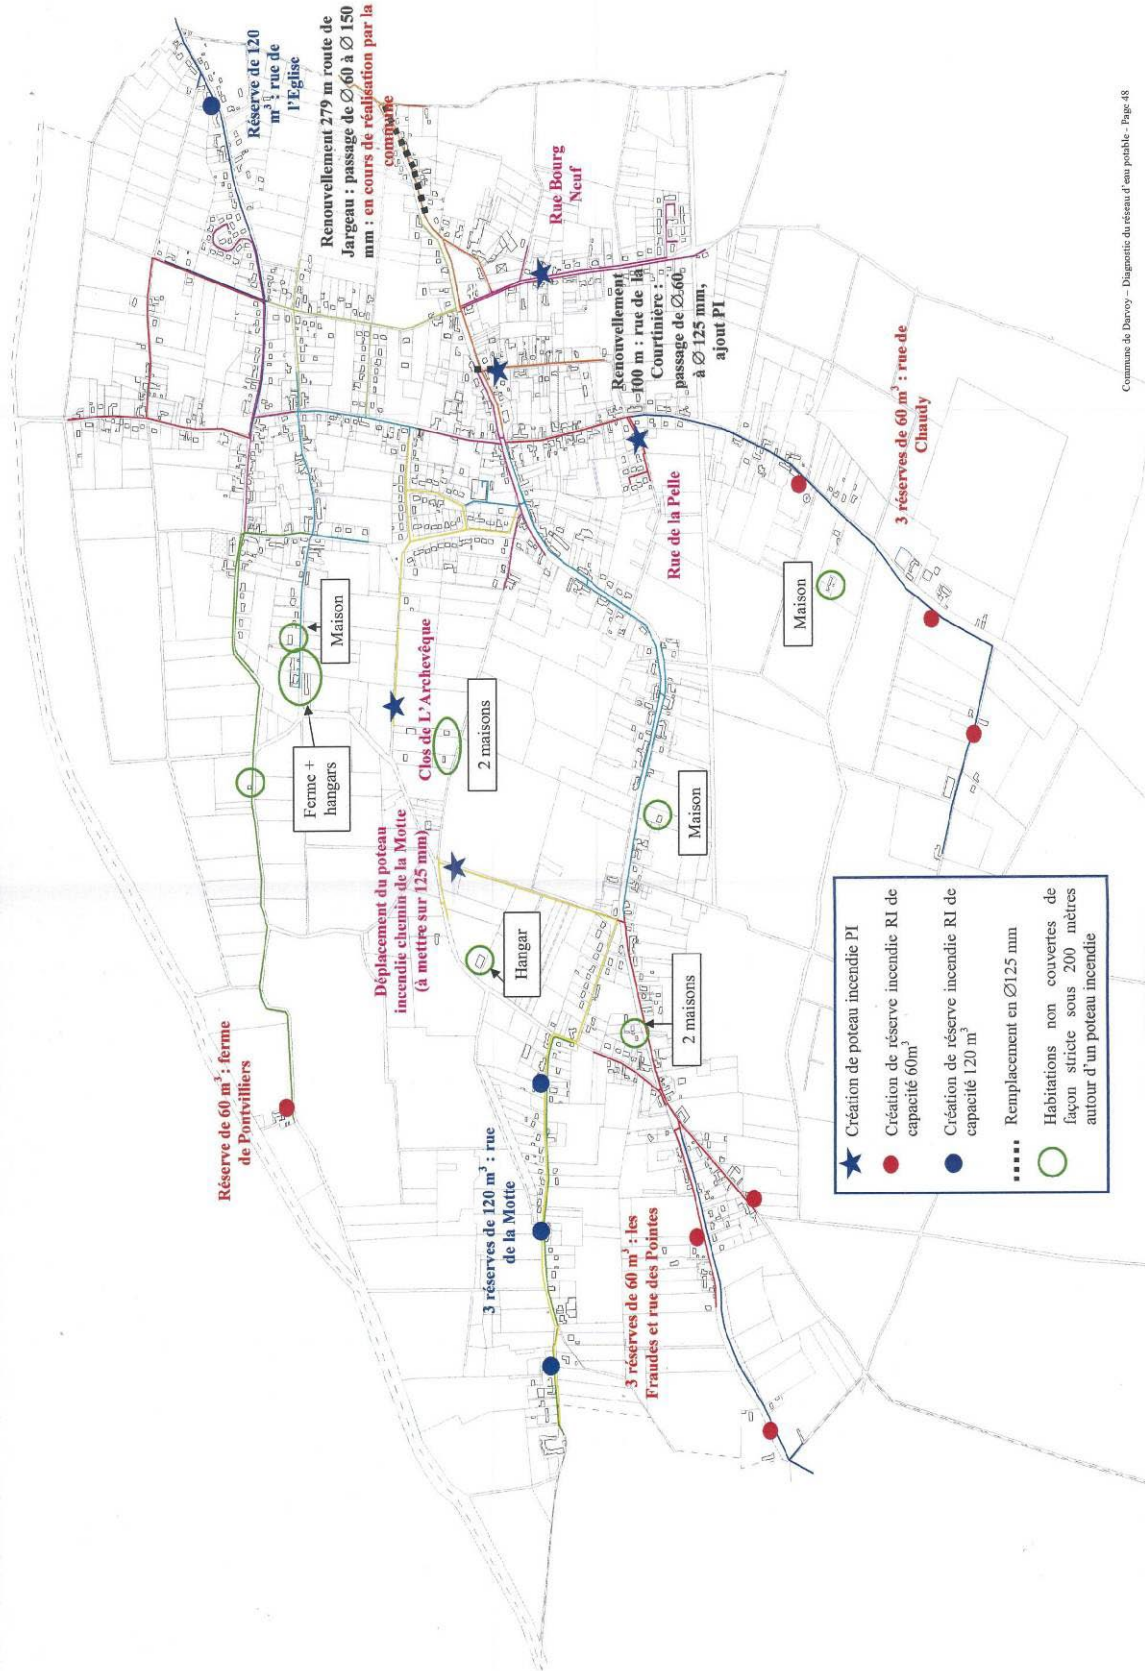 Réserve de 120
m³ : rue de
l'Eglise
Renouvellement 279 m route de
Jargeau : passage de ∅ 60 à ∅ 150
mm : en cours de réalisation par la
commune
Rue Bourg
Neuf
Renouvellement
100 m : rue de la
Courtinière :
passage de ∅ 60
à ∅ 125 mm,
ajout PI
3 réserves de 60 m³ : rue de
Chaudy
Rue de la Pelle
Maison
Maison
Clos de L'Archevêque
2 maisons
Ferme +
hangars
Maison
Déplacement du poteau
incendie chemin de la Motte
(à mettre sur 125 mm)
Hangar
2 maisons
Réserve de 60 m³ : ferme
de Pontvilliers
3 réserves de 120 m³ : rue
de la Motte
3 réserves de 60 m³ : les
Fraudes et rue des Pointes
Création de poteau incendie PI
Création de réserve incendie RI de
capacité 60m³
Création de réserve incendie RI de
capacité 120 m³
Remplacement en ∅125 mm
Habitations non couvertes de
façon stricte sous 200 mètres
autour d'un poteau incendie
Commune de Darvoy – Diagnostic du réseau d'eau potable - Page 48